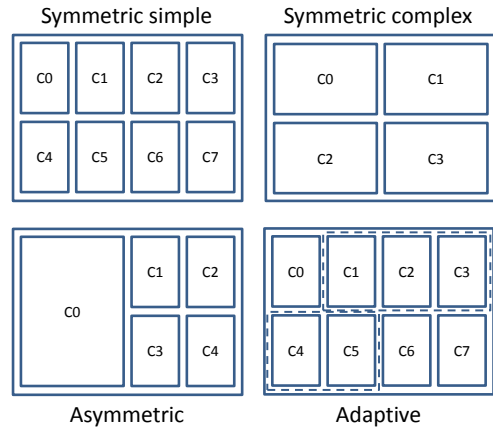 Symmetric simple
Symmetric complex
C0 C1 C2 C3
C4 C5 C6 C7
C0 C1
C2 C3
C0
C1 C2
C3 C4
C0 C1 C2 C3
C4 C5 C6 C7
Asymmetric
Adaptive